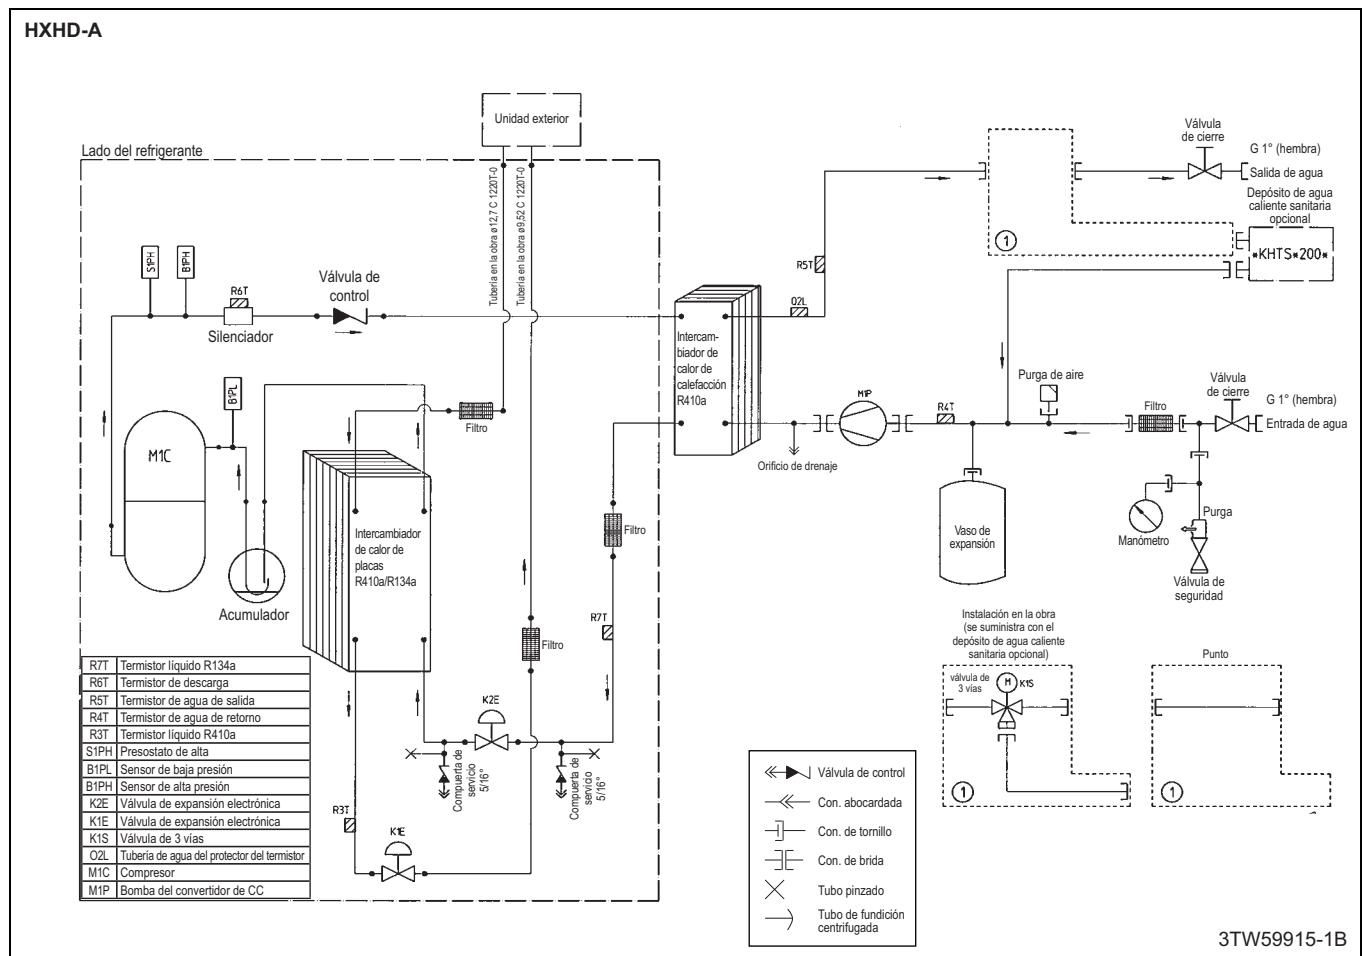 HXHD-A
Unidad exterior
Lado del refrigerante
Tubería en la obra ø12,7 C 1220T-0
Tubería en la obra ø9,52 C 1220T-0
S1PH
B1PH
R6T
Silenciador
Válvula de
control
B1PL
M1C
Acumulador
Filtro
Intercambiador
de calor de
placas
R410a/R134a
Filtro
Filtro
R7T
K2E
Compuerta de
servicio
5/16"
Compuerta de
servicio
5/16"
R3T
K1E
R7T Termistor líquido R134a
R6T Termistor de descarga
R5T Termistor de agua de salida
R4T Termistor de agua de retorno
R3T Termistor líquido R410a
S1PH Presostato de alta
B1PL Sensor de baja presión
B1PH Sensor de alta presión
K2E Válvula de expansión electrónica
K1E Válvula de expansión electrónica
K1S Válvula de 3 vías
O2L Tubería de agua del protector del termistor
M1C Compresor
M1P Bomba del convertidor de CC
Intercam-
biador de
calor de
calefacción
R410a
R5T
O2L
1
Válvula
de cierre
G 1" (hembra)
Salida de agua
Depósito de agua
caliente sanitaria
opcional
*KHTS*200*
Orificio de drenaje
M1P
R4T
Purga de aire
Filtro
Válvula
de cierre
G 1" (hembra)
Entrada de agua
Vaso de
expansión
Manómetro
Purga
Válvula de
seguridad
Instalación en la obra
(se suministra con el
depósito de agua caliente
sanitaria opcional)
válvula de
3 vías
M
K1S
1
Punto
1
Válvula de control
Con. abocardada
Con. de tornillo
Con. de brida
Tubo pinzado
Tubo de fundición
centrifugada
3TW59915-1B